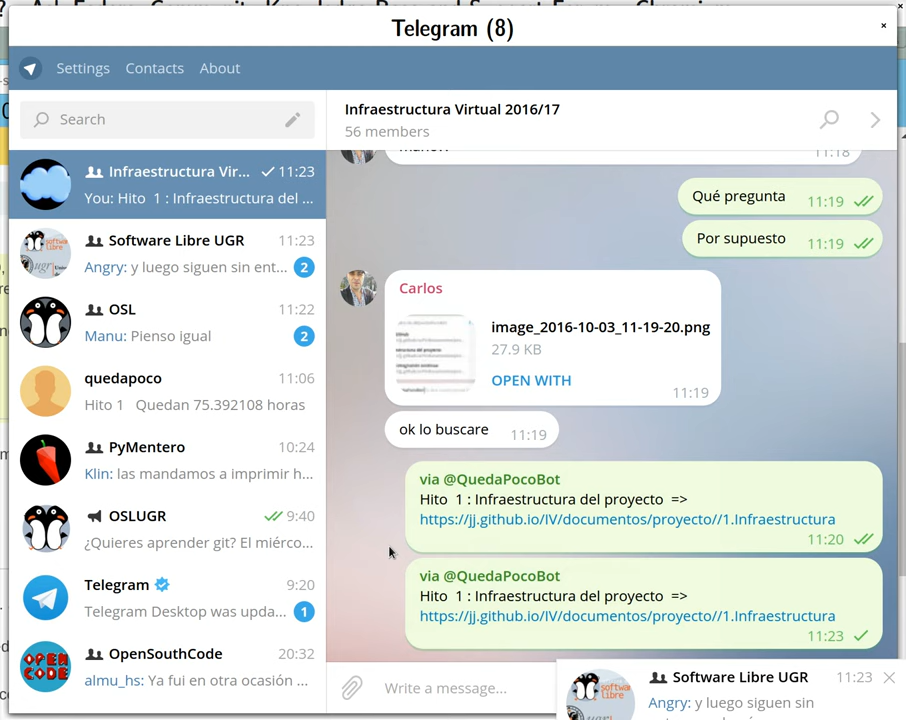 Telegram (8)
Settings Contacts About
Search
Infraestructura Virtual 2016/17
56 members
Infraestructura Vir... 11:23
You: Hito 1 : Infraestructura del ...
Software Libre UGR 11:23
Angry: y luego siguen sin ent... 2
OSL 11:22
Manu: Pienso igual 2
quedapoco 11:06
Hito 1 Quedan 75.392108 horas
PyMentero 10:24
Klin: las mandamos a imprimir h...
OSLUGR 9:40
¿Quieres aprender git? El miérco...
Telegram 9:20
Telegram Desktop was upda... 1
OpenSouthCode 20:32
OPEN
CODE
almu_hs: Ya fui en otra ocasión ...
11:18
Qué pregunta 11:19
Por supuesto 11:19
Carlos
image_2016-10-03_11-19-20.png
27.9 KB
OPEN WITH
11:19
ok lo buscare 11:19
via @QuedaPocoBot
Hito 1 : Infraestructura del proyecto =>
https://jj.github.io/IV/documentos/proyecto//1.Infraestructura
11:20
via @QuedaPocoBot
Hito 1 : Infraestructura del proyecto =>
https://jj.github.io/IV/documentos/proyecto//1.Infraestructura
11:23
Write a message...
Software Libre UGR 11:23
Angry: y luego siguen sin